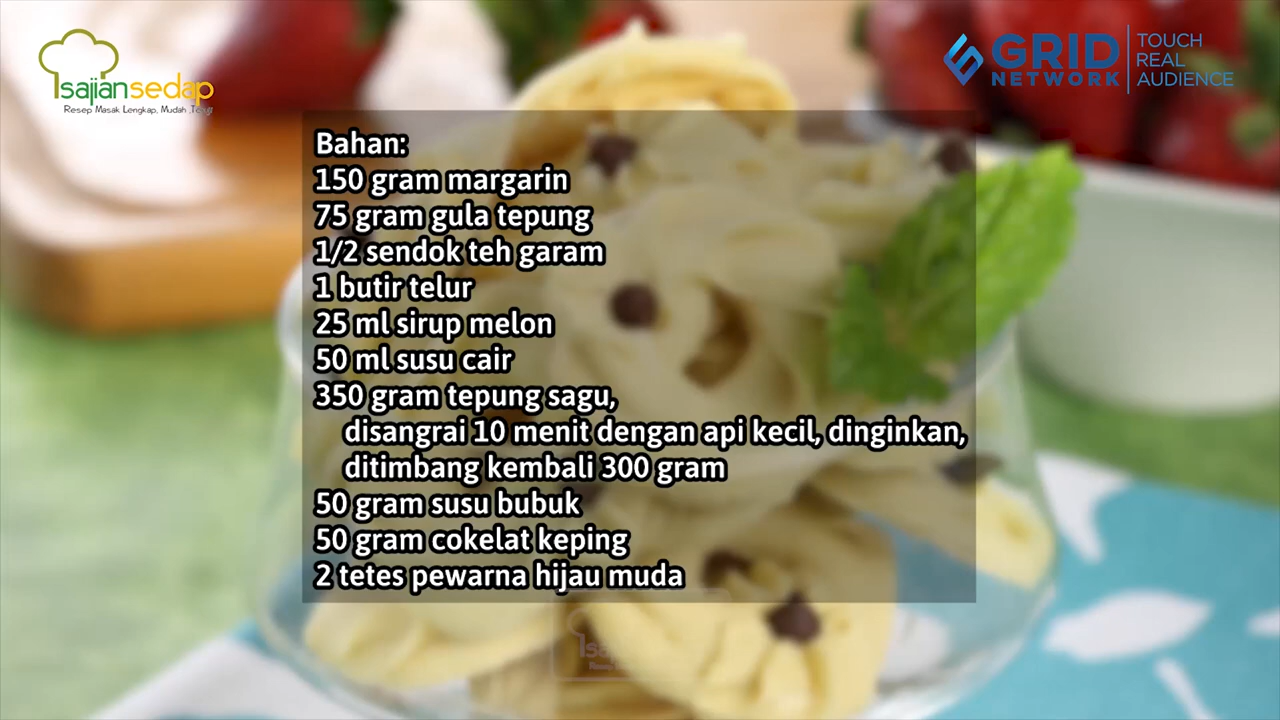 sajiansedap
Resep Masak Lengkap, Mudah
GRID
NETWORK
TOUCH
REAL
AUDIENCE
Bahan:
150 gram margarin
75 gram gula tepung
1/2 sendok teh garam
1 butir telur
25 ml sirup melon
50 ml susu cair
350 gram tepung sagu,
disangrai 10 menit dengan api kecil, dinginkan,
ditimbang kembali 300 gram
50 gram susu bubuk
50 gram cokelat keping
2 tetes pewarna hijau muda